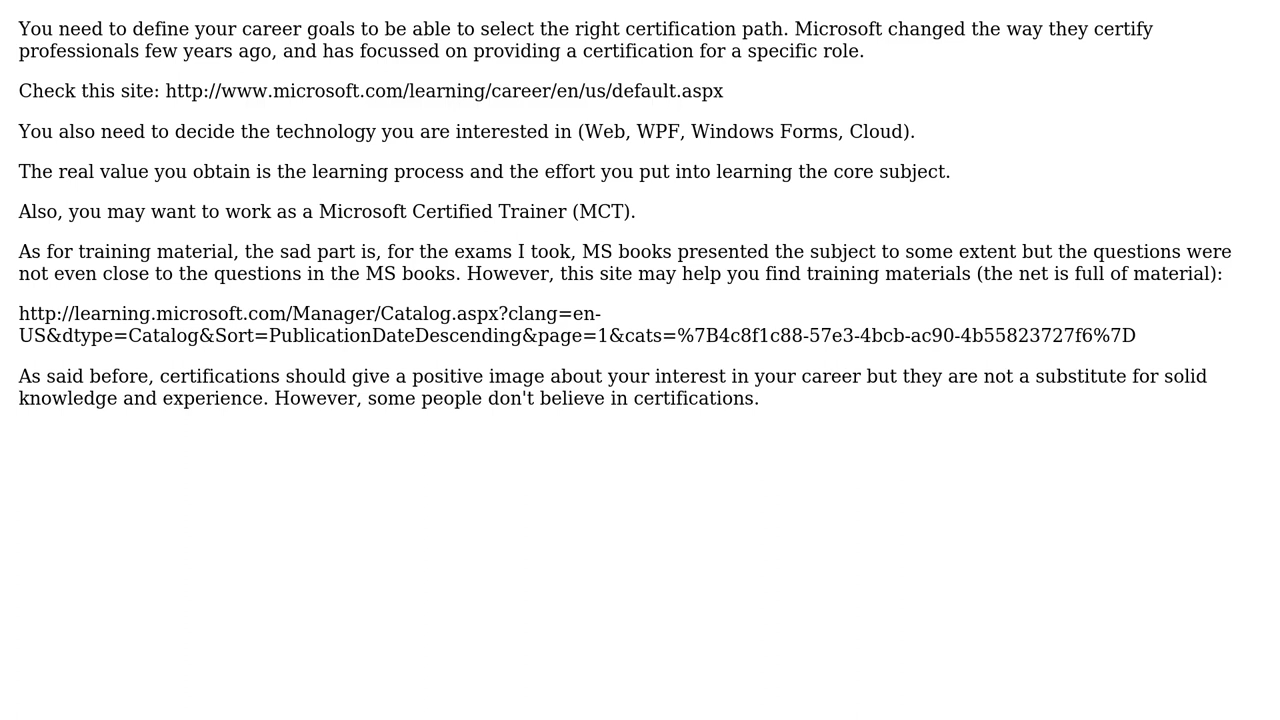 You need to define your career goals to be able to select the right certification path. Microsoft changed the way they certify
professionals few years ago, and has focussed on providing a certification for a specific role.
Check this site: http://www.microsoft.com/learning/career/en/us/default.aspx
You also need to decide the technology you are interested in (Web, WPF, Windows Forms, Cloud).
The real value you obtain is the learning process and the effort you put into learning the core subject.
Also, you may want to work as a Microsoft Certified Trainer (MCT).
As for training material, the sad part is, for the exams I took, MS books presented the subject to some extent but the questions were
not even close to the questions in the MS books. However, this site may help you find training materials (the net is full of material):
http://learning.microsoft.com/Manager/Catalog.aspx?clang=en-
US&dtype=Catalog&Sort=PublicationDateDescending&page=1&cats=%7B4c8f1c88-57e3-4bcb-ac90-4b55823727f6%7D
As said before, certifications should give a positive image about your interest in your career but they are not a substitute for solid
knowledge and experience. However, some people don't believe in certifications.